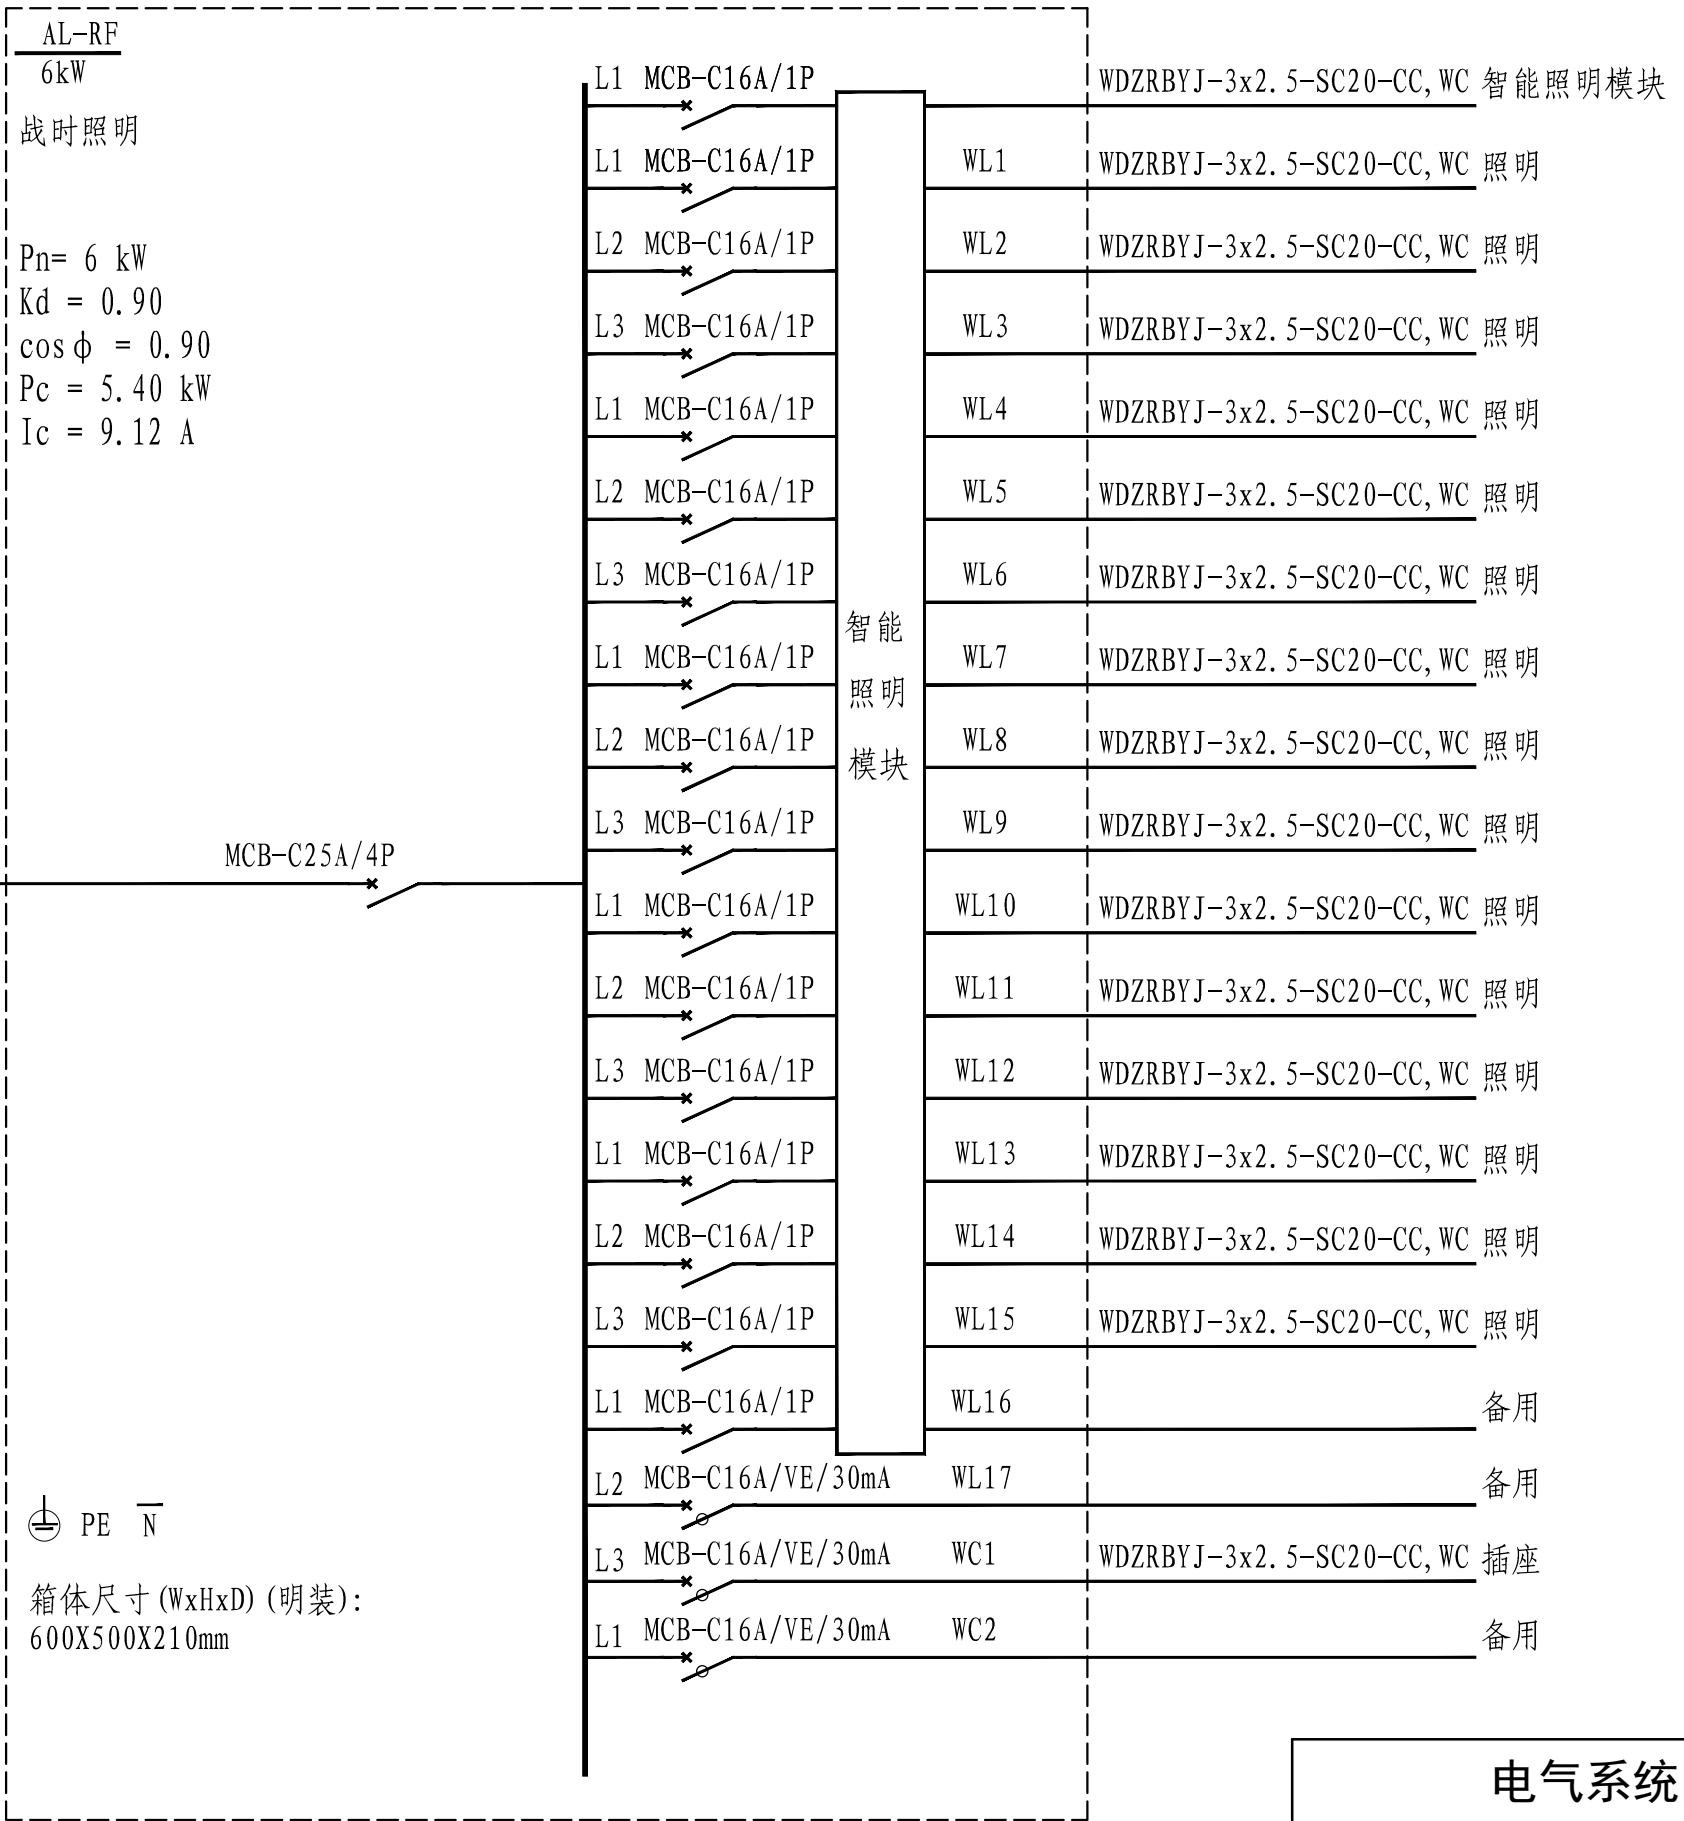 AL-RF
6kW
战时照明
Pn= 6 kW
Kd = 0.90
cosϕ = 0.90
Pc = 5.40 kW
Ic = 9.12 A
MCB-C25A/4P
L1 MCB-C16A/1P WDZRBYJ-3x2.5-SC20-CC,WC 智能照明模块
L1 MCB-C16A/1P WL1 WDZRBYJ-3x2.5-SC20-CC,WC 照明
L2 MCB-C16A/1P WL2 WDZRBYJ-3x2.5-SC20-CC,WC 照明
L3 MCB-C16A/1P WL3 WDZRBYJ-3x2.5-SC20-CC,WC 照明
L1 MCB-C16A/1P WL4 WDZRBYJ-3x2.5-SC20-CC,WC 照明
L2 MCB-C16A/1P WL5 WDZRBYJ-3x2.5-SC20-CC,WC 照明
L3 MCB-C16A/1P WL6 WDZRBYJ-3x2.5-SC20-CC,WC 照明
L1 MCB-C16A/1P WL7 WDZRBYJ-3x2.5-SC20-CC,WC 照明
L2 MCB-C16A/1P WL8 WDZRBYJ-3x2.5-SC20-CC,WC 照明
L3 MCB-C16A/1P WL9 WDZRBYJ-3x2.5-SC20-CC,WC 照明
L1 MCB-C16A/1P WL10 WDZRBYJ-3x2.5-SC20-CC,WC 照明
L2 MCB-C16A/1P WL11 WDZRBYJ-3x2.5-SC20-CC,WC 照明
L3 MCB-C16A/1P WL12 WDZRBYJ-3x2.5-SC20-CC,WC 照明
L1 MCB-C16A/1P WL13 WDZRBYJ-3x2.5-SC20-CC,WC 照明
L2 MCB-C16A/1P WL14 WDZRBYJ-3x2.5-SC20-CC,WC 照明
L3 MCB-C16A/1P WL15 WDZRBYJ-3x2.5-SC20-CC,WC 照明
L1 MCB-C16A/1P WL16 备用
L2 MCB-C16A/VE/30mA WL17 备用
L3 MCB-C16A/VE/30mA WC1 WDZRBYJ-3x2.5-SC20-CC,WC 插座
L1 MCB-C16A/VE/30mA WC2 备用
智能
照明
模块
PE N
箱体尺寸(WxHxD)(明装):
600X500X210mm
电气系统